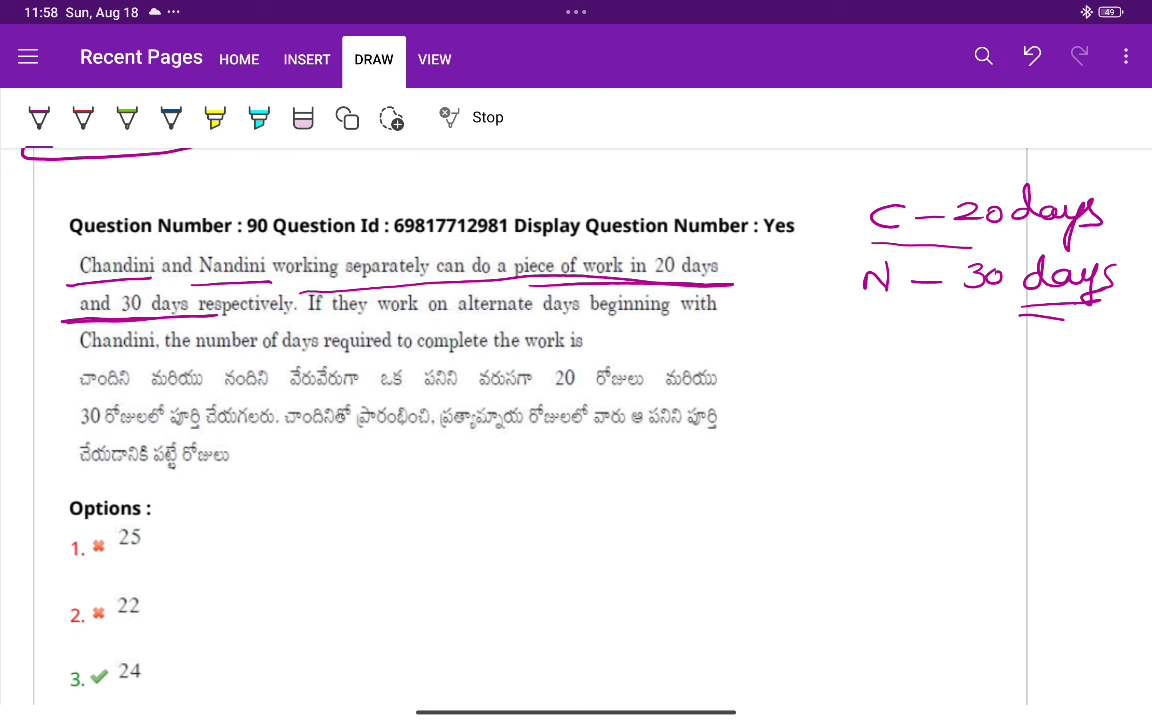 11:58 Sun, Aug 18
49
Recent Pages HOME INSERT DRAW VIEW
Stop
C – 20 days
N – 30 days
Question Number : 90 Question Id : 69817712981 Display Question Number : Yes
Chandini and Nandini working separately can do a piece of work in 20 days
and 30 days respectively. If they work on alternate days beginning with
Chandini, the number of days required to complete the work is
చాందిని మరియు నందిని వేరువేరుగా ఒక పనిని వరుసగా 20 రోజులు మరియు
30 రోజులలో పూర్తి చేయగలరు. చాందినితో ప్రారంభించి, ప్రత్యామ్నాయ రోజులలో వారు ఆ పనిని పూర్తి
చేయడానికి పట్టే రోజులు
Options :
1. 25
2. 22
3. 24